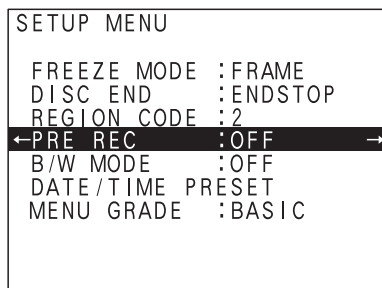 SETUP MENU
FREEZE MODE :FRAME
DISC END :ENDSTOP
REGION CODE :2
←PRE REC :OFF →
B/W MODE :OFF
DATE/TIME PRESET
MENU GRADE :BASIC